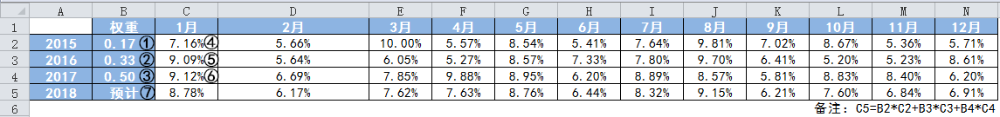 A B C D E F G H I J K L M N
1 权重 1月 2月 3月 4月 5月 6月 7月 8月 9月 10月 11月 12月
2 2015 0.17① 7.16%④ 5.66% 10.00% 5.57% 8.54% 5.41% 7.64% 9.81% 7.02% 8.67% 5.36% 5.71%
3 2016 0.33② 9.09%⑤ 5.64% 6.05% 5.27% 8.57% 7.33% 7.80% 9.70% 6.41% 5.20% 5.23% 8.61%
4 2017 0.50③ 9.12%⑥ 6.69% 7.85% 9.88% 8.95% 6.20% 8.89% 8.57% 5.81% 8.83% 8.40% 6.20%
5 2018 预计⑦ 8.78% 6.17% 7.62% 7.63% 8.76% 6.44% 8.32% 9.15% 6.21% 7.60% 6.84% 6.91%
6 备注: C5=B2*C2+B3*C3+B4*C4